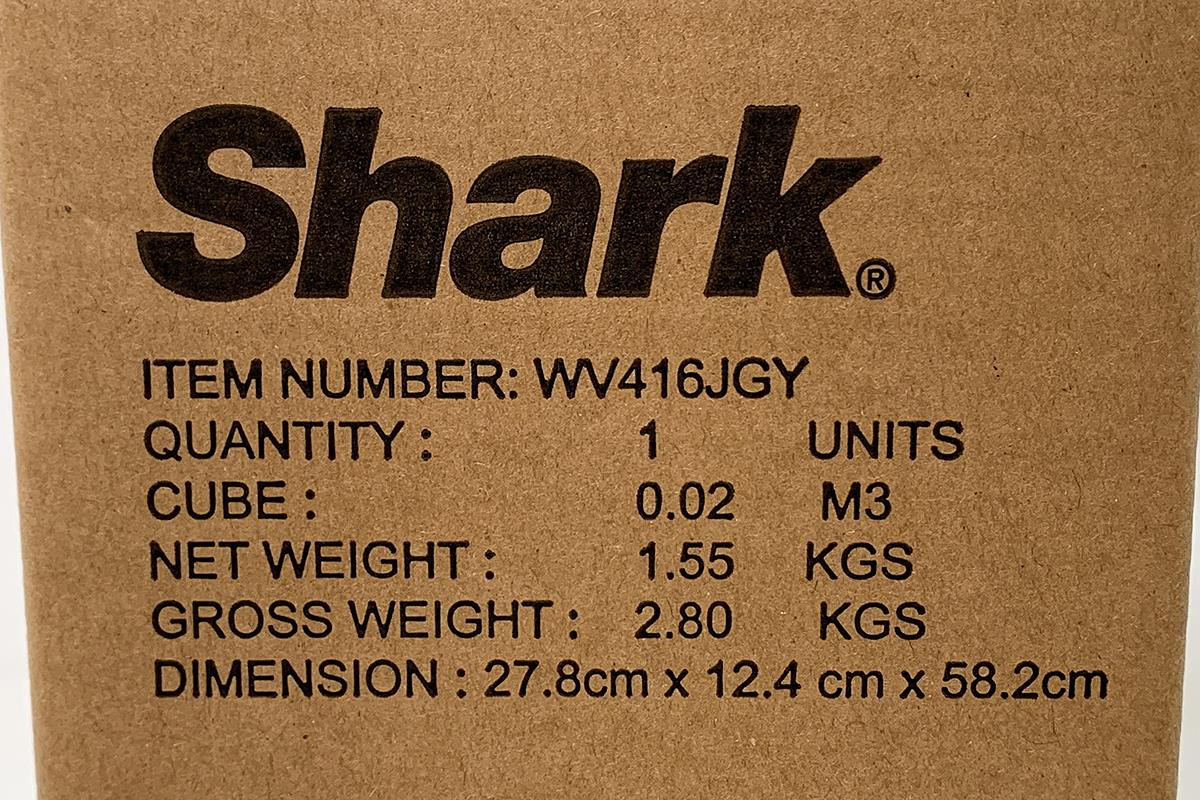 Shark®
ITEM NUMBER: WV416JGY
QUANTITY : 1 UNITS
CUBE : 0.02 M3
NET WEIGHT : 1.55 KGS
GROSS WEIGHT : 2.80 KGS
DIMENSION : 27.8cm x 12.4 cm x 58.2cm